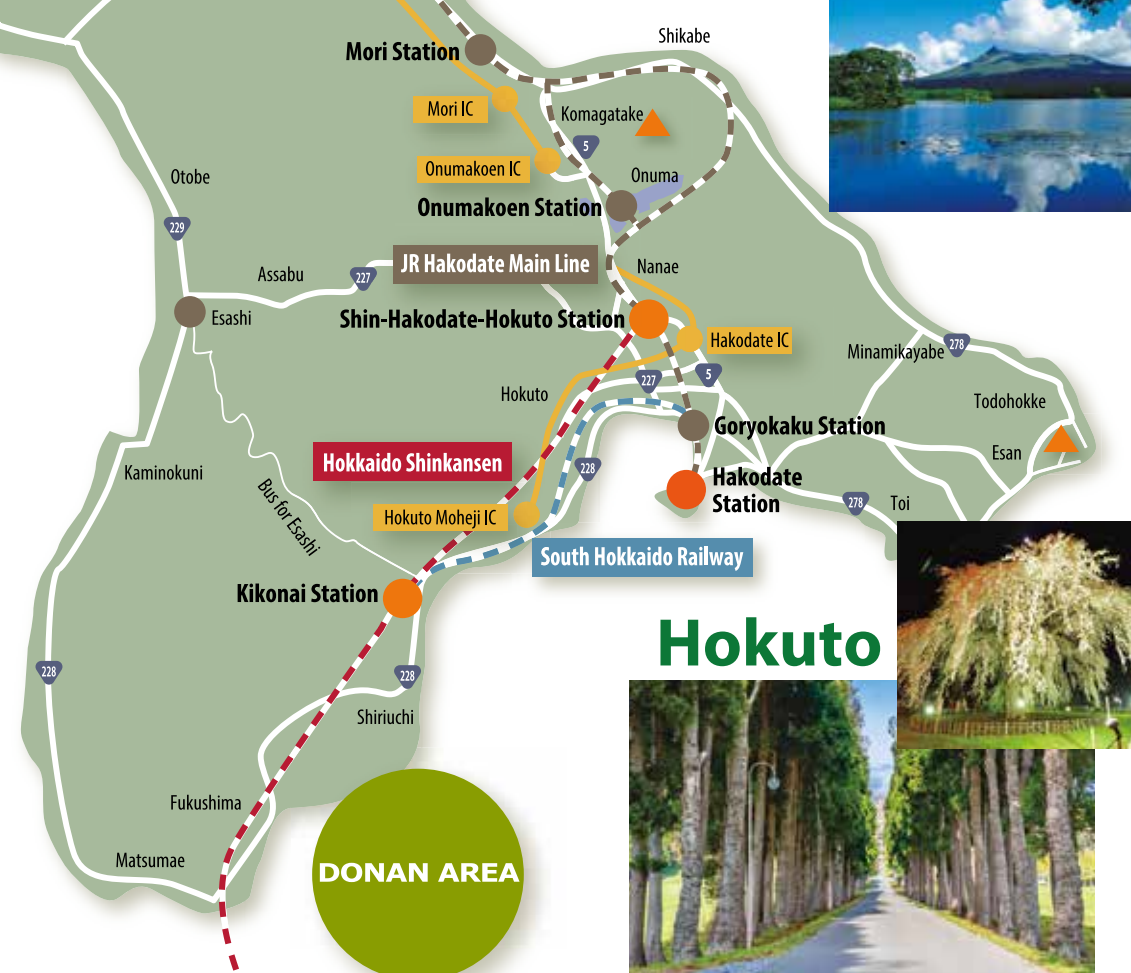 Shikabe
Mori Station
Mori IC
Komagatake
5
Onumakoen IC
Otobe
Onuma
Onumakoen Station
229
JR Hakodate Main Line
Nanae
Assabu
227
Esashi
Shin-Hakodate-Hokuto Station
Hakodate IC
278
Minamikayabe
227
5
Hokuto
Todohokke
Goryokaku Station
Esan
Hokkaido Shinkansen
228
Kaminokuni
Hakodate
Station
278
Toi
Bus for Esashi
Hokuto Moheji IC
South Hokkaido Railway
Kikonai Station
Hokuto
228
228
Shiriuchi
Fukushima
Matsumae
DONAN AREA